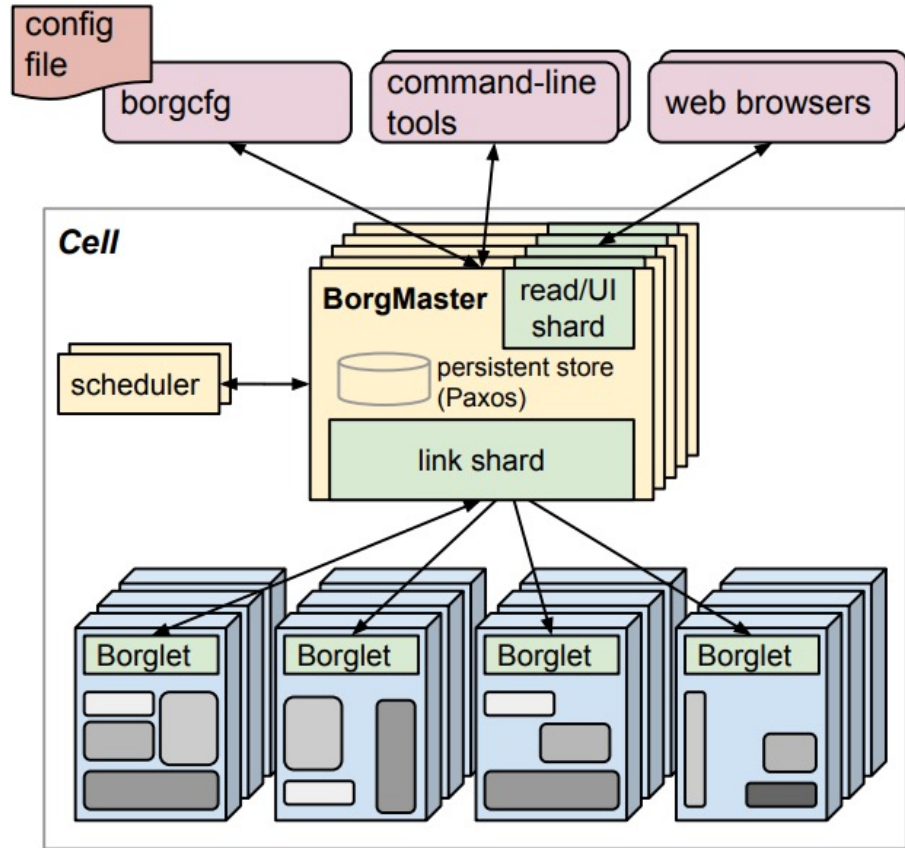 config
file
borgcfg
command-line
tools
web browsers
Cell
BorgMaster
read/UI
shard
persistent store
(Paxos)
scheduler
link shard
Borglet
Borglet
Borglet
Borglet